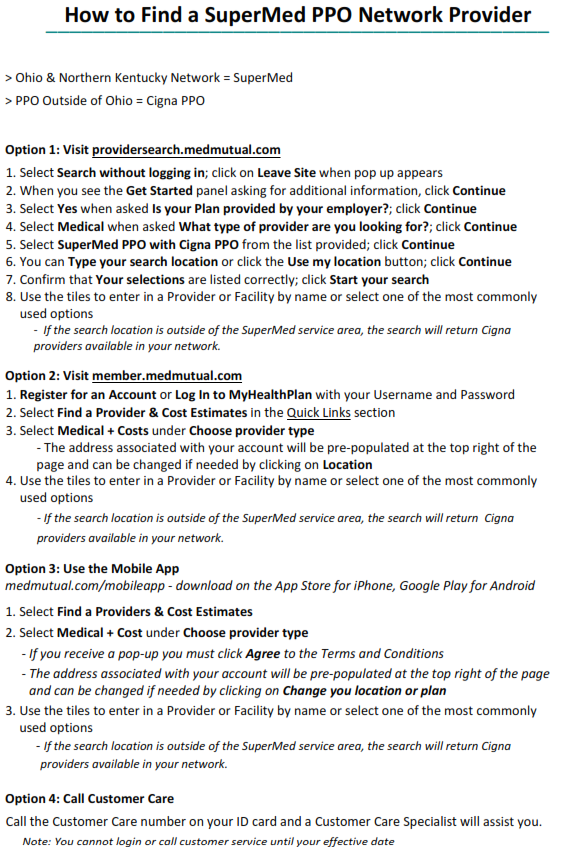 How to Find a SuperMed PPO Network Provider
> Ohio & Northern Kentucky Network = SuperMed
> PPO Outside of Ohio = Cigna PPO
Option 1: Visit providersearch.medmutual.com
1. Select Search without logging in; click on Leave Site when pop up appears
2. When you see the Get Started panel asking for additional information, click Continue
3. Select Yes when asked Is your Plan provided by your employer?; click Continue
4. Select Medical when asked What type of provider are you looking for?; click Continue
5. Select SuperMed PPO with Cigna PPO from the list provided; click Continue
6. You can Type your search location or click the Use my location button; click Continue
7. Confirm that Your selections are listed correctly; click Start your search
8. Use the tiles to enter in a Provider or Facility by name or select one of the most commonly
used options
- If the search location is outside of the SuperMed service area, the search will return Cigna
providers available in your network.
Option 2: Visit member.medmutual.com
1. Register for an Account or Log In to MyHealthPlan with your Username and Password
2. Select Find a Provider & Cost Estimates in the Quick Links section
3. Select Medical + Costs under Choose provider type
- The address associated with your account will be pre-populated at the top right of the
page and can be changed if needed by clicking on Location
4. Use the tiles to enter in a Provider or Facility by name or select one of the most commonly
used options
- If the search location is outside of the SuperMed service area, the search will return Cigna
providers available in your network.
Option 3: Use the Mobile App
medmutual.com/mobileapp - download on the App Store for iPhone, Google Play for Android
1. Select Find a Providers & Cost Estimates
2. Select Medical + Cost under Choose provider type
- If you receive a pop-up you must click Agree to the Terms and Conditions
- The address associated with your account will be pre-populated at the top right of the page
and can be changed if needed by clicking on Change you location or plan
3. Use the tiles to enter in a Provider or Facility by name or select one of the most commonly
used options
- If the search location is outside of the SuperMed service area, the search will return Cigna
providers available in your network.
Option 4: Call Customer Care
Call the Customer Care number on your ID card and a Customer Care Specialist will assist you.
Note: You cannot login or call customer service until your effective date